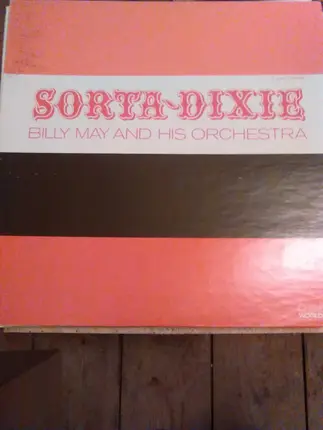 SORTA~DIXIE
BILLY MAY AND HIS ORCHESTRA